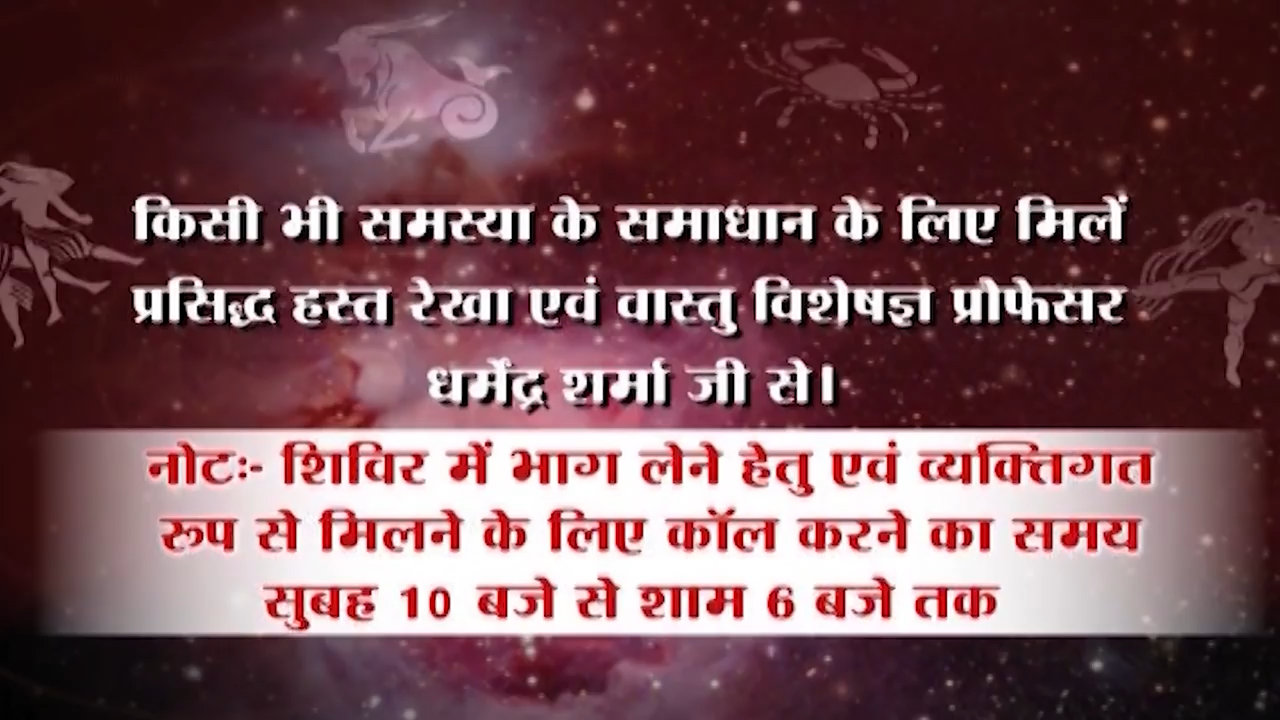 किसी भी समस्या के समाधान के लिए मिलें
प्रसिद्ध हस्त रेखा एवं वास्तु विशेषज्ञ प्रोफेसर
धर्मेंद्र शर्मा जी से।
नोटः- शिविर में भाग लेने हेतु एवं व्यक्तिगत
रूप से मिलने के लिए कॉल करने का समय
सुबह 10 बजे से शाम 6 बजे तक